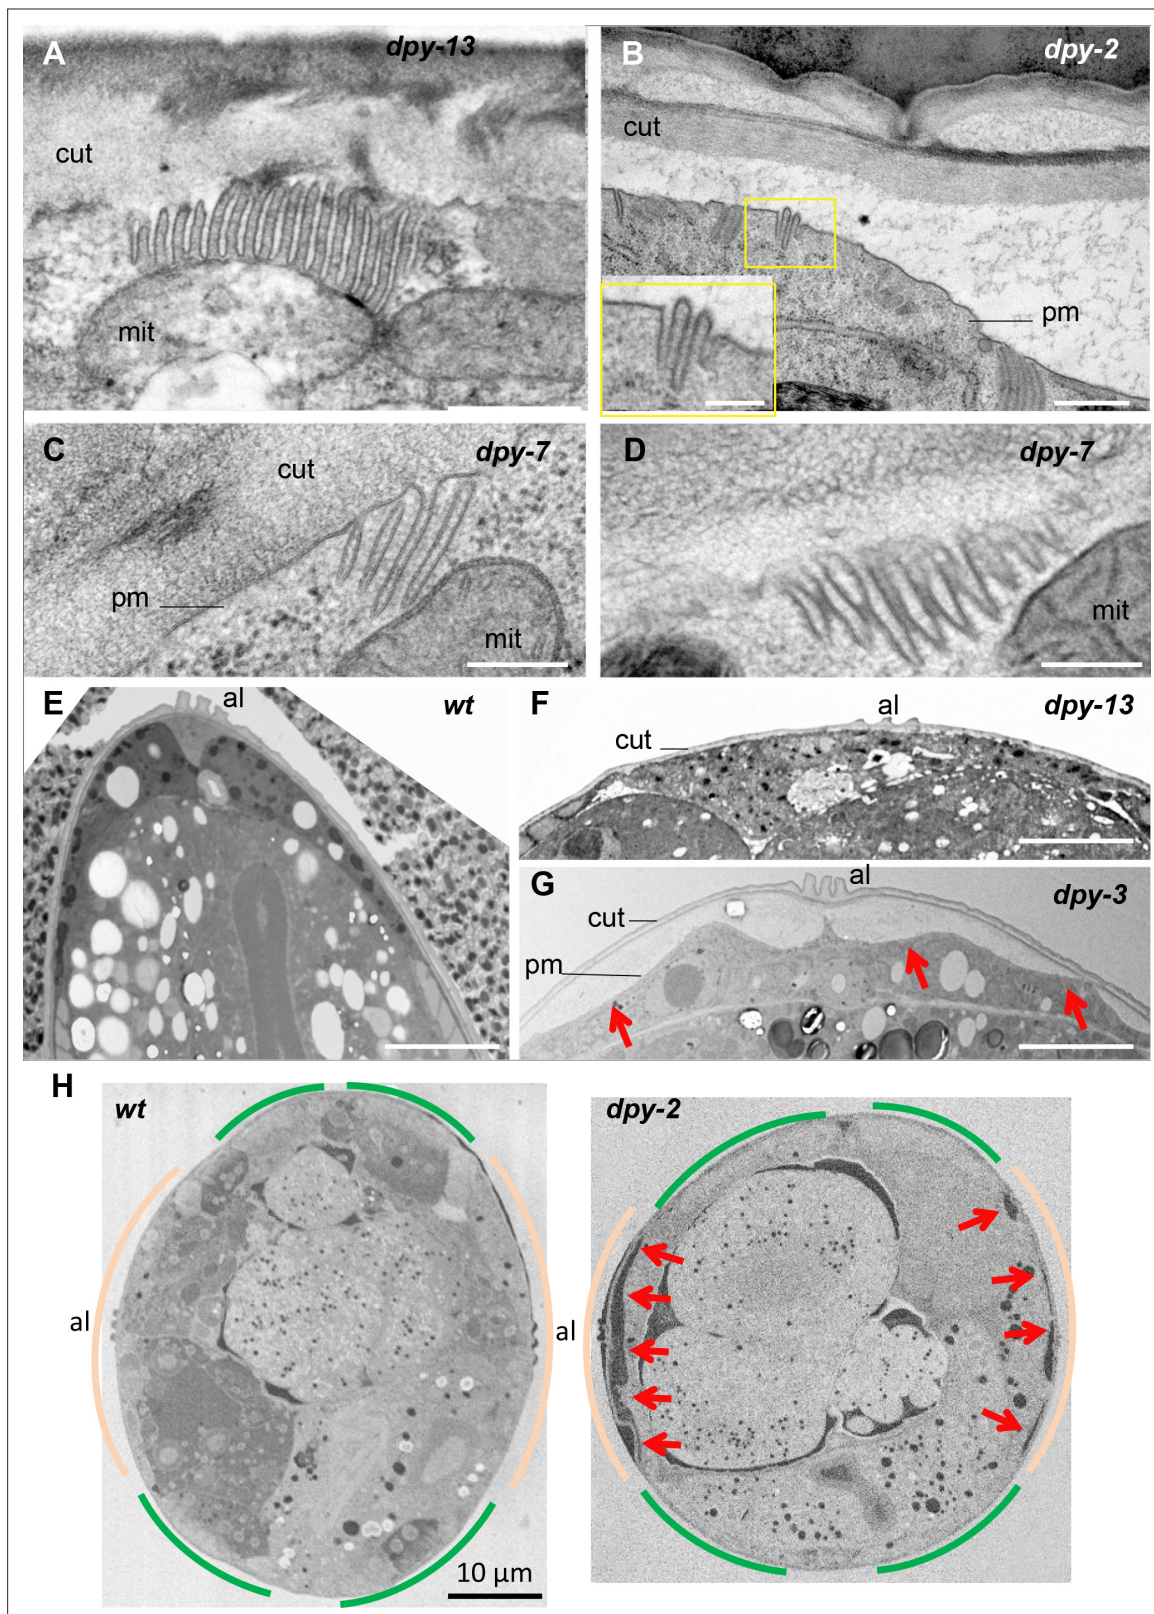 A
dpy-13
cut
mit
B
dpy-2
cut
pm
C
dpy-7
cut
pm
mit
D
dpy-7
mit
E
al
wt
F
al
dpy-13
cut
G
al
dpy-3
cut
pm
H
wt
al
10 µm
dpy-2
al